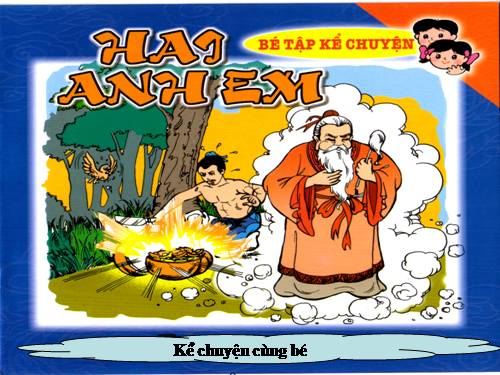 BÉ TẬP KỂ CHUYỆN
HAI
ANH EM
Kể chuyện cùng bé